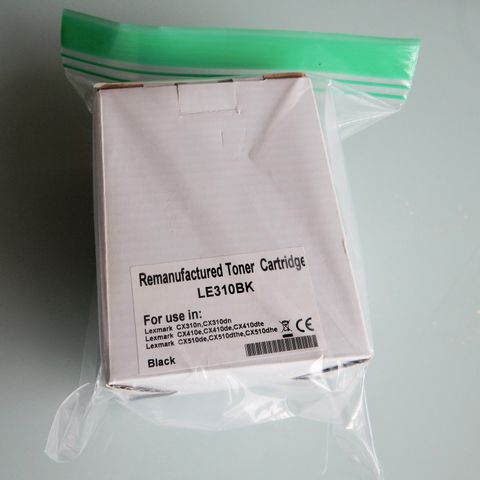 Remanufactured Toner Cartridge
LE310BK
For use in:
Lexmark CX310n,CX310dn
Lexmark CX410e,CX410de,CX410dte
Lexmark CX510de,CX510dthe,CX510dhe
CE
Black